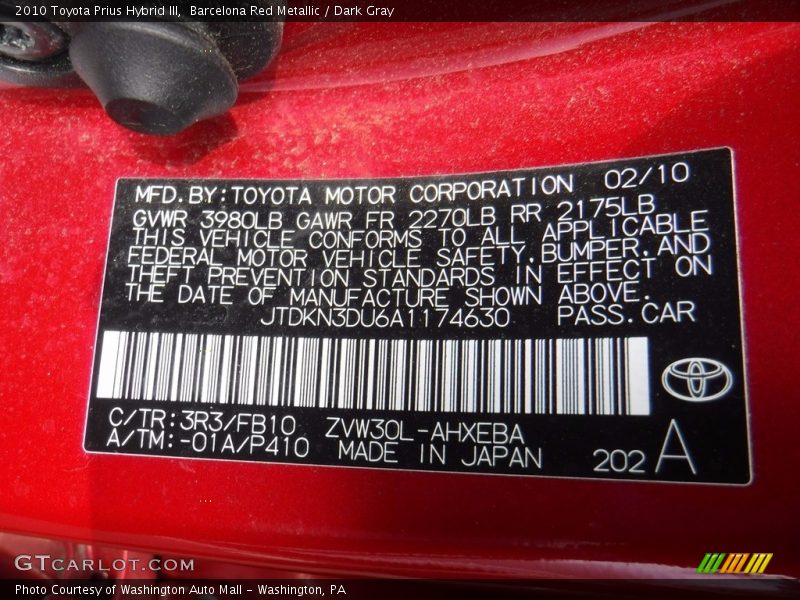 2010 Toyota Prius Hybrid III,  Barcelona Red Metallic / Dark Gray
MFD.BY:TOYOTA MOTOR CORPORATION 02/10
GVWR 3980LB GAWR FR 2270LB RR 2175LB
THIS VEHICLE CONFORMS TO ALL APPLICABLE
FEDERAL MOTOR VEHICLE SAFETY,BUMPER,AND
THEFT PREVENTION STANDARDS IN EFFECT ON
THE DATE OF MANUFACTURE SHOWN ABOVE.
JTDKN3DU6A1174630 PASS.CAR
C/TR:3R3/FB10 ZVW30L-AHXEBA
A/TM:-01A/P410 MADE IN JAPAN 202 A
GTCARLOT.COM
Photo Courtesy of Washington Auto Mall - Washington, PA